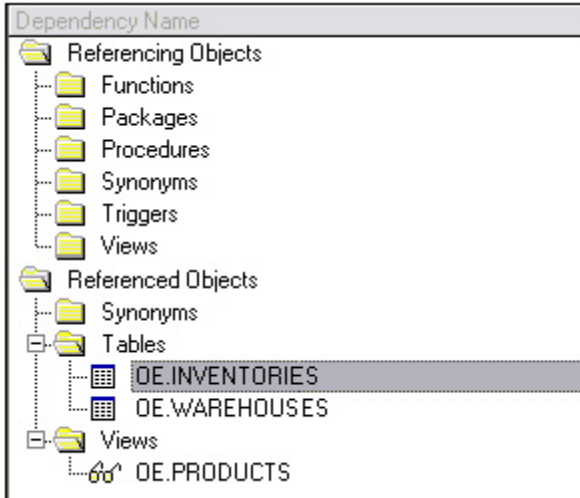 Dependency Name
Referencing Objects
Functions
Packages
Procedures
Synonyms
Triggers
Views
Referenced Objects
Synonyms
Tables
OE.INVENTORIES
OE.WAREHOUSES
Views
OE.PRODUCTS